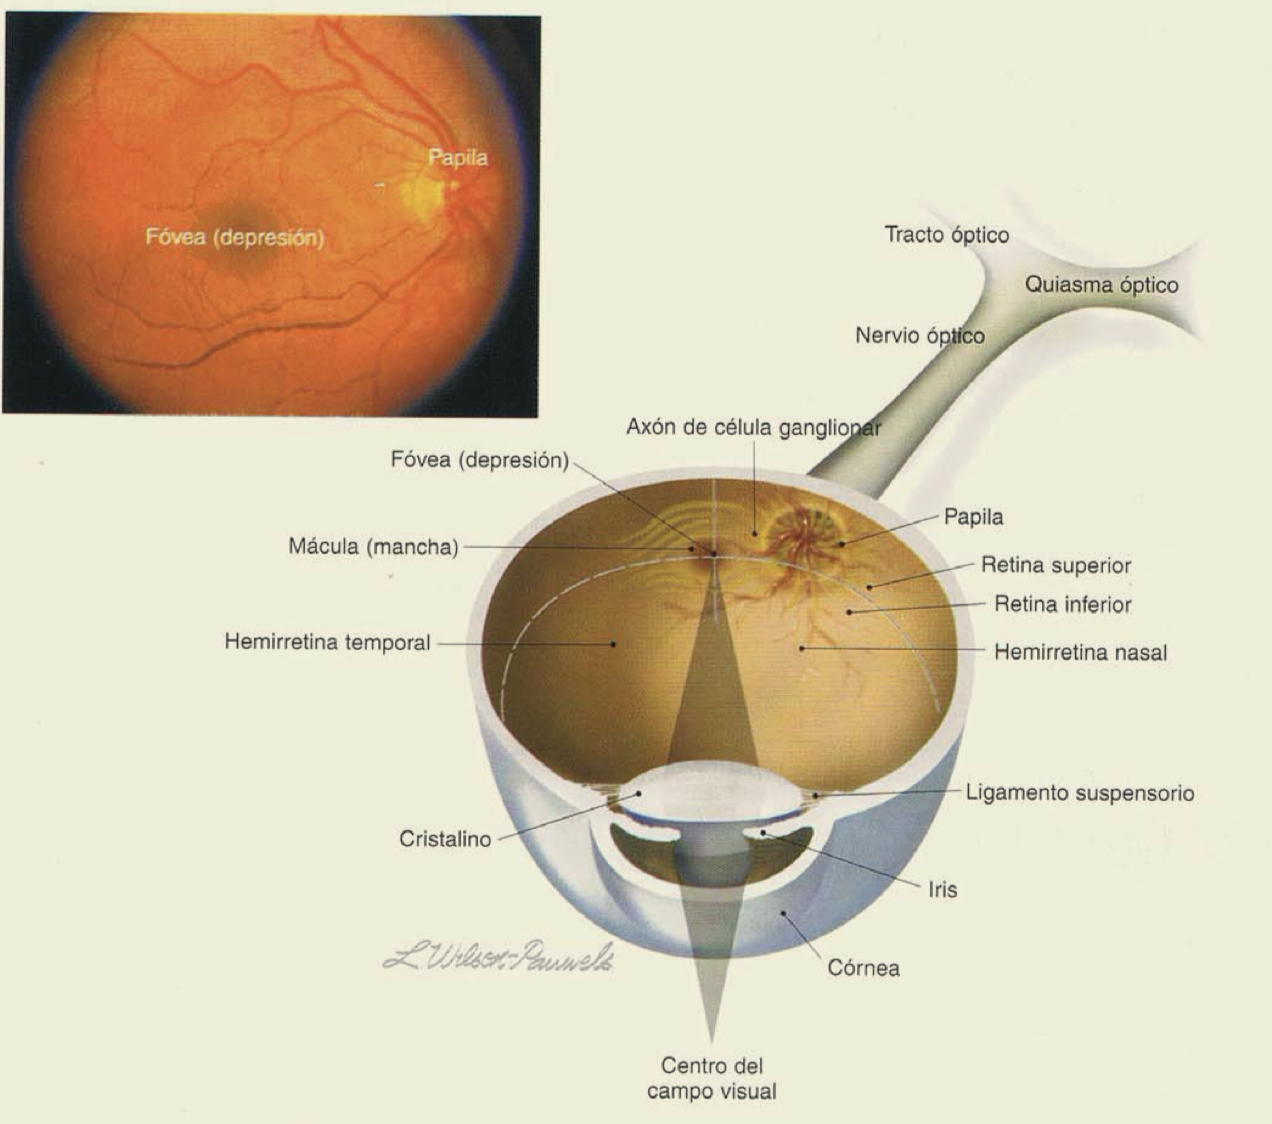 Papila
Fóvea (depresión)
Tracto óptico
Quiasma óptico
Nervio óptico
Axón de célula ganglionar
Fóvea (depresión)
Papila
Mácula (mancha)
Retina superior
Retina inferior
Hemirretina temporal
Hemirretina nasal
Ligamento suspensorio
Cristalino
Iris
L Wilson-Pauwels
Córnea
Centro del
campo visual